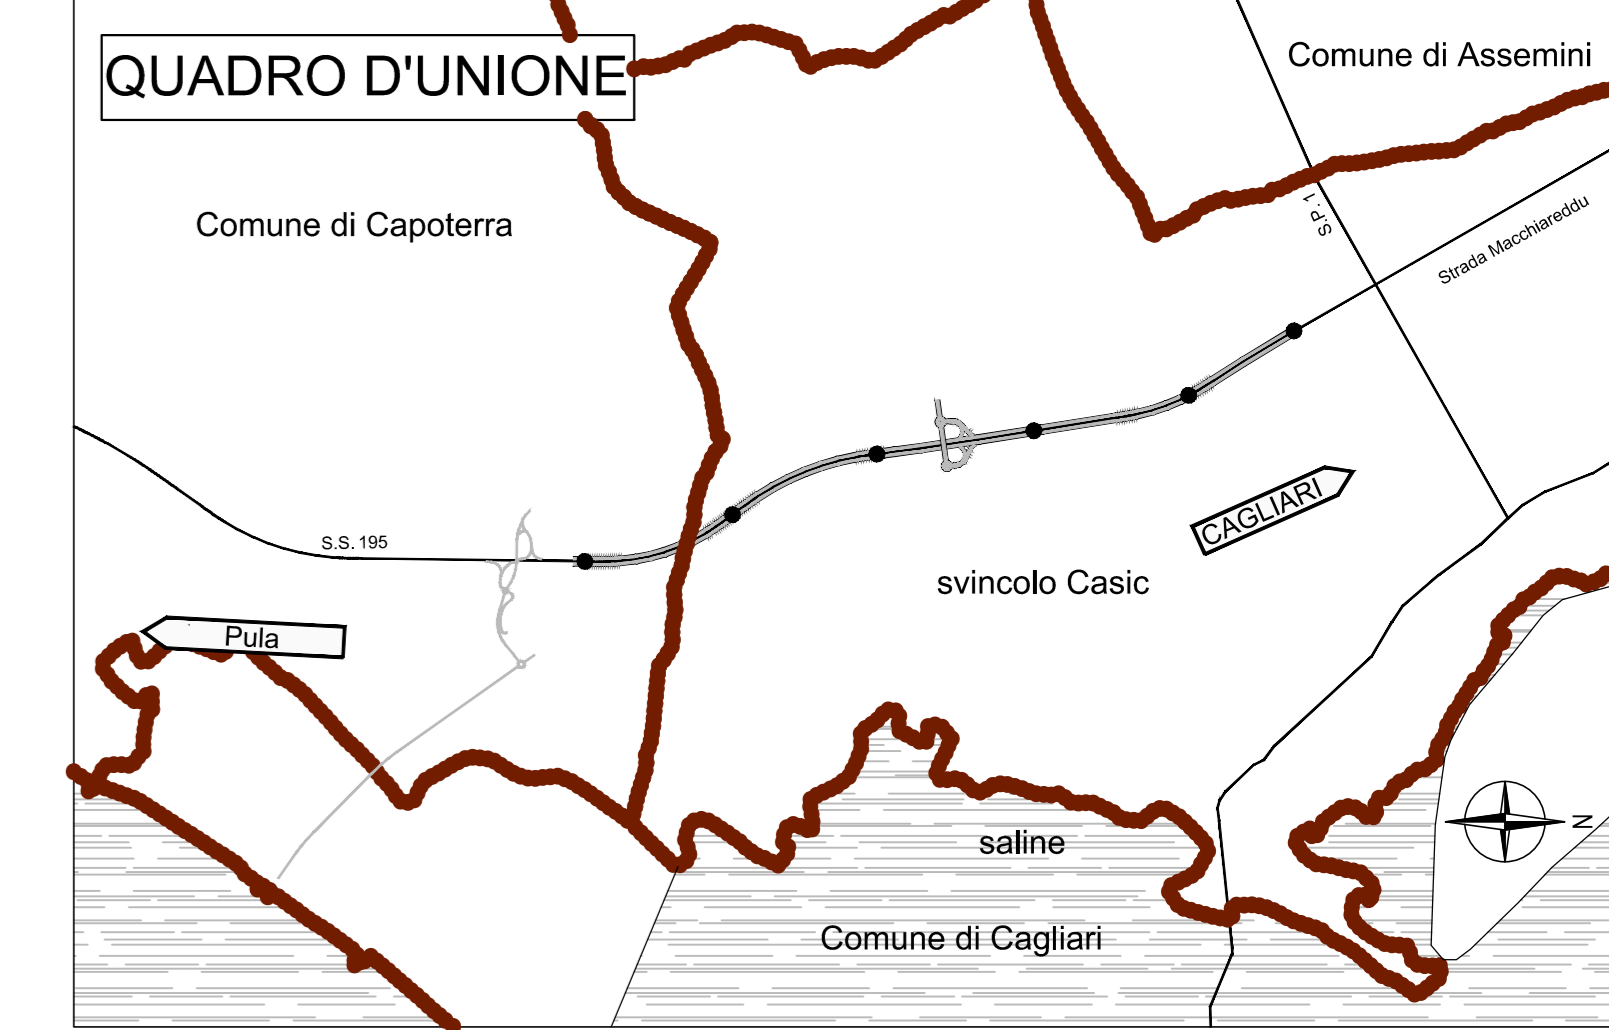 Comune di Assemini
QUADRO D'UNIONE
Comune di Capoterra
S.P. 1
Strada Macchiareddu
CAGLIARI
S.S. 195
svincolo Casic
Pula
N
saline
Comune di Cagliari